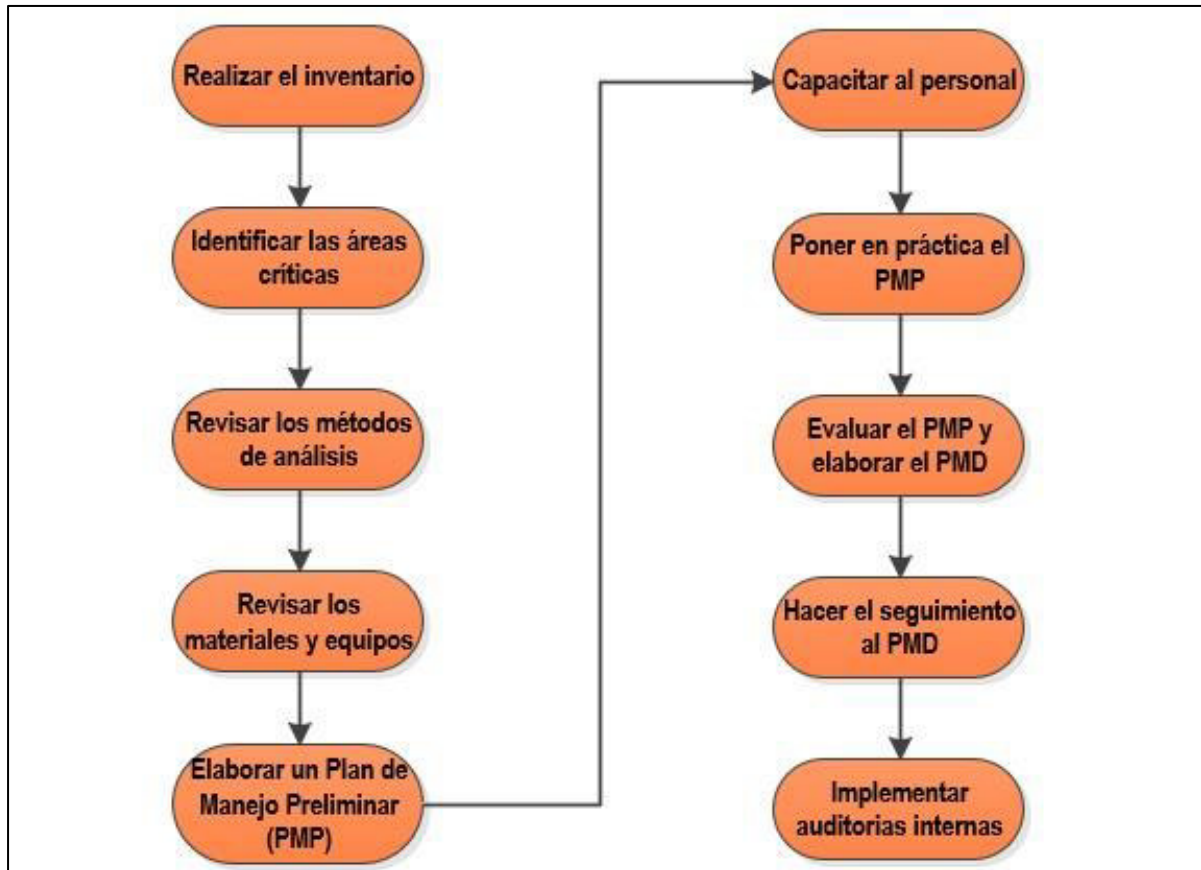 Realizar el inventario
Identificar las áreas
críticas
Revisar los métodos
de análisis
Revisar los
materiales y equipos
Elaborar un Plan de
Manejo Preliminar
(PMP)
Capacitar al personal
Poner en práctica el
PMP
Evaluar el PMP y
elaborar el PMD
Hacer el seguimiento
al PMD
Implementar
auditorias internas